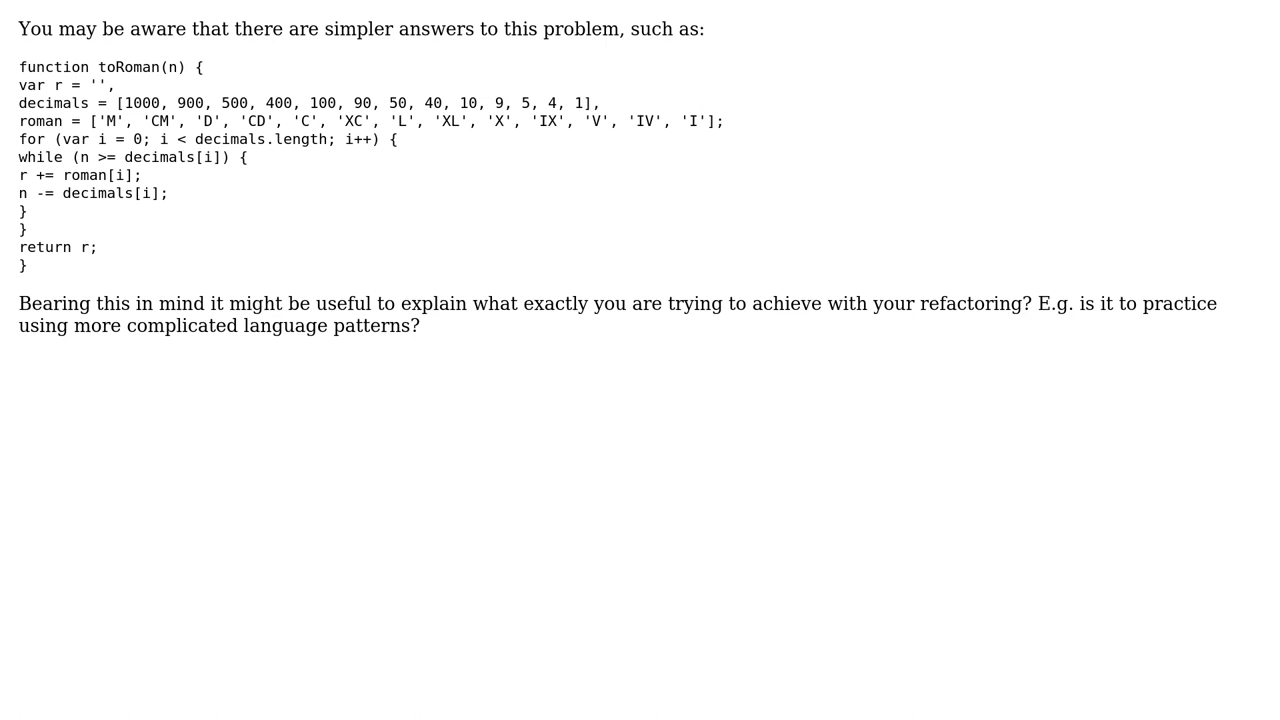 You may be aware that there are simpler answers to this problem, such as:
function toRoman(n) {
var r = '',
decimals = [1000, 900, 500, 400, 100, 90, 50, 40, 10, 9, 5, 4, 1],
roman = ['M', 'CM', 'D', 'CD', 'C', 'XC', 'L', 'XL', 'X', 'IX', 'V', 'IV', 'I'];
for (var i = 0; i < decimals.length; i++) {
while (n >= decimals[i]) {
r += roman[i];
n -= decimals[i];
}
}
return r;
}
Bearing this in mind it might be useful to explain what exactly you are trying to achieve with your refactoring? E.g. is it to practice
using more complicated language patterns?